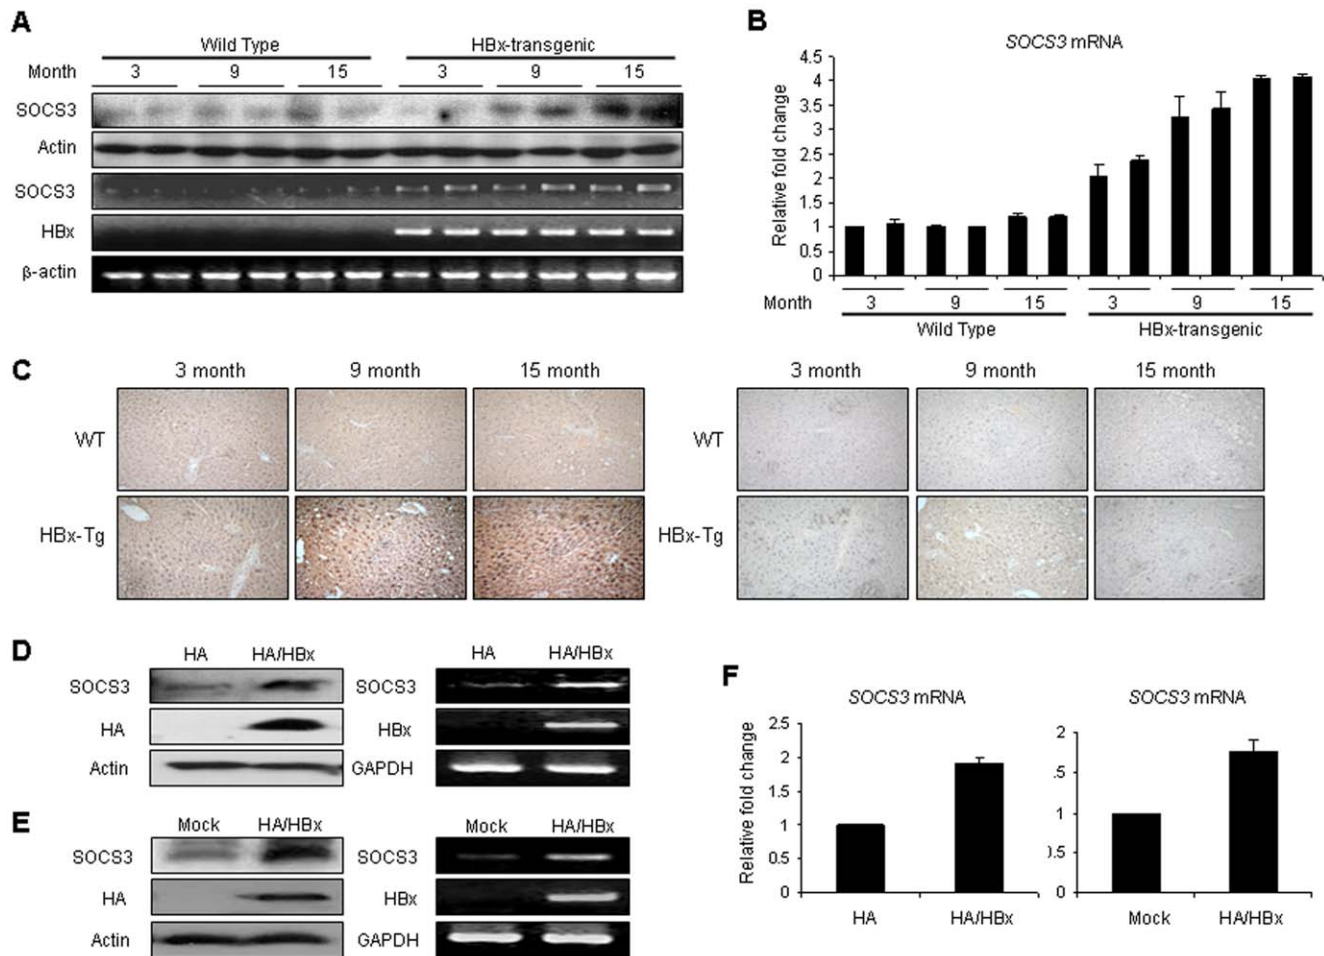 A
Wild Type HBx-transgenic
Month 3 9 15 3 9 15
SOCS3
Actin
SOCS3
HBx
β-actin
B
SOCS3 mRNA
Relative fold change
4.5
4
3.5
3
2.5
2
1.5
1
0.5
0
Month 3 9 15 3 9 15
Wild Type HBx-transgenic
C
3 month 9 month 15 month
WT
HBx-Tg
3 month 9 month 15 month
WT
HBx-Tg
D
HA HA/HBx
SOCS3
HA
Actin
HA HA/HBx
SOCS3
HBx
GAPDH
E
Mock HA/HBx
SOCS3
HA
Actin
Mock HA/HBx
SOCS3
HBx
GAPDH
F
SOCS3 mRNA
Relative fold change
2.5
2
1.5
1
0.5
0
HA HA/HBx
SOCS3 mRNA
2
.5
1
).5
0
Mock HA/HBx